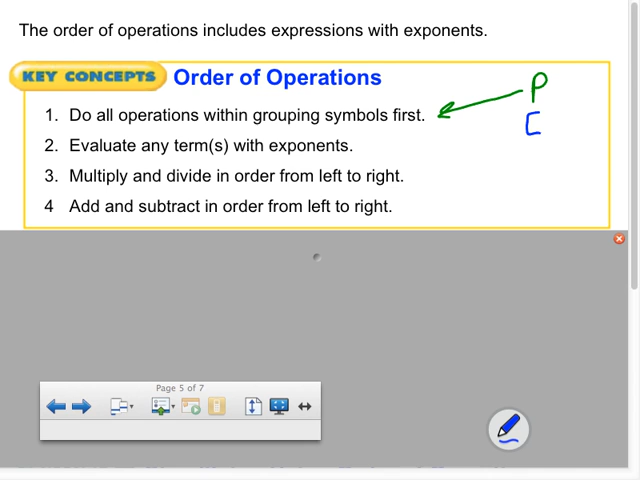 The order of operations includes expressions with exponents.
KEY CONCEPTS Order of Operations
1. Do all operations within grouping symbols first.
P
2. Evaluate any term(s) with exponents.
3. Multiply and divide in order from left to right.
4 Add and subtract in order from left to right.
Page 5 of 7